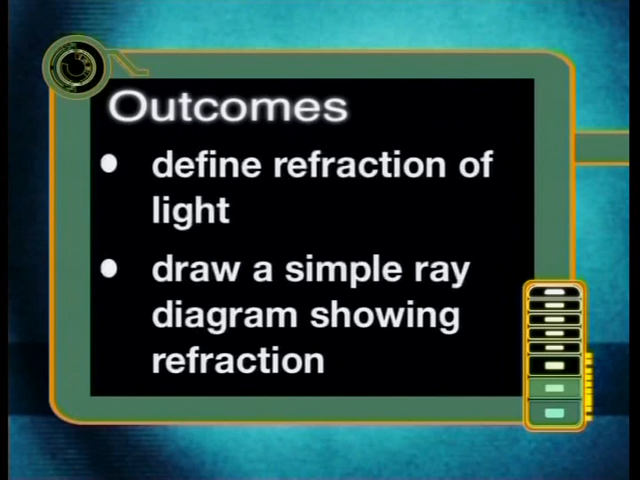 Outcomes
• define refraction of
light
• draw a simple ray
diagram showing
refraction